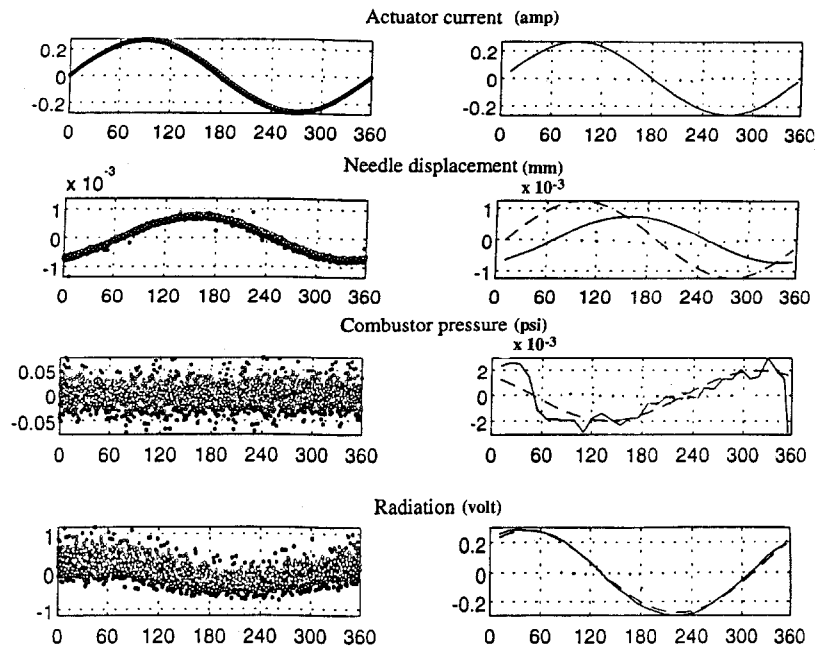 Actuator current (amp)
0.2
0
-0.2
0 60 120 180 240 300 360
0.2
0
-0.2
0 60 120 180 240 300 360
Needle displacement (mm)
x 10⁻³
1
0
-1
0 60 120 180 240 300 360
x 10⁻³
1
0
-1
0 60 120 180 240 300 360
Combustor pressure (psi)
0.05
0
-0.05
0 60 120 180 240 300 360
x 10⁻³
2
0
-2
0 60 120 180 240 300 360
Radiation (volt)
1
0
-1
0 60 120 180 240 300 360
0.2
0
-0.2
0 60 120 180 240 300 360